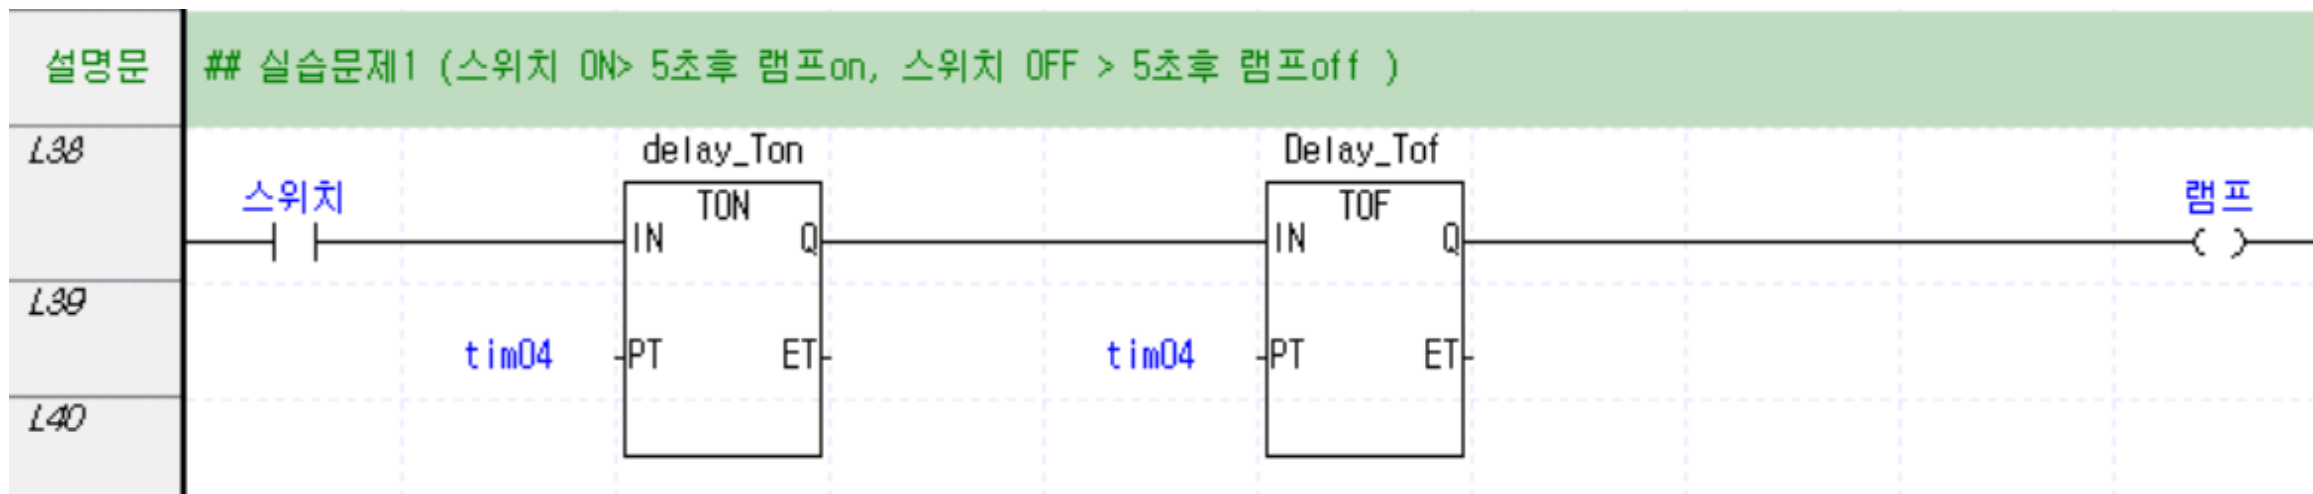 설명문 ## 실습문제1 (스위치 ON> 5초후 램프on, 스위치 OFF > 5초후 램프off )
L38 delay_Ton Delay_Tof
스위치 TON TOF 램프
IN Q IN Q
L39
tim04 PT ET tim04 PT ET
L40